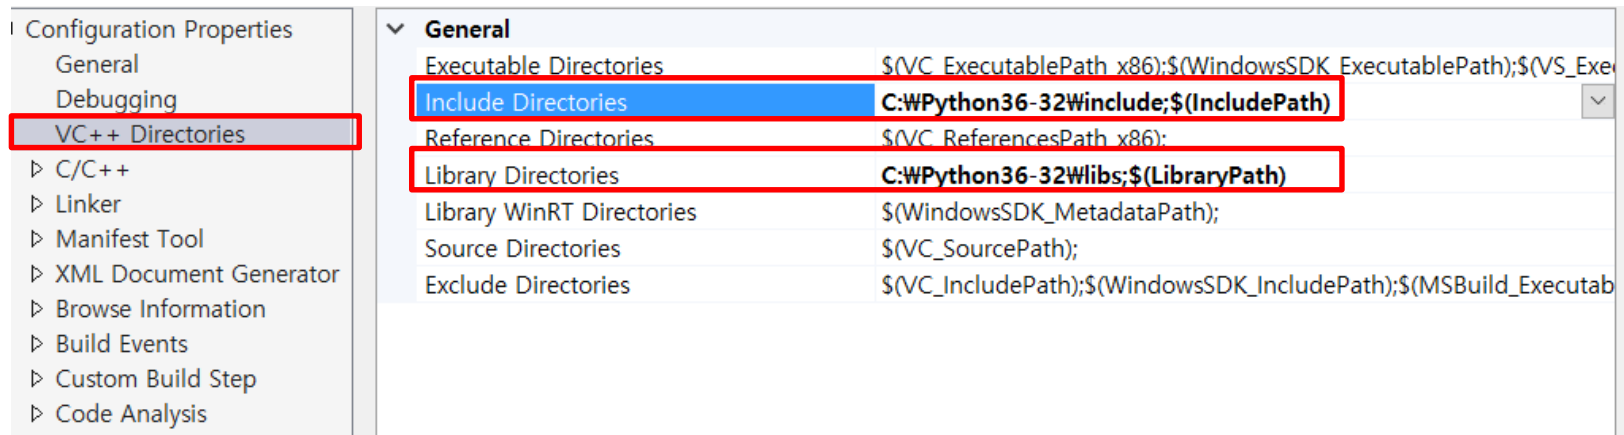 Configuration Properties
General
Debugging
VC++ Directories
C/C++
Linker
Manifest Tool
XML Document Generator
Browse Information
Build Events
Custom Build Step
Code Analysis
General
Executable Directories $(VC_ExecutablePath_x86);$(WindowsSDK_ExecutablePath);$(VS_Exe
Include Directories C:₩Python36-32₩include;$(IncludePath)
Reference Directories $(VC_ReferencesPath_x86);
Library Directories C:₩Python36-32₩libs;$(LibraryPath)
Library WinRT Directories $(WindowsSDK_MetadataPath);
Source Directories $(VC_SourcePath);
Exclude Directories $(VC_IncludePath);$(WindowsSDK_IncludePath);$(MSBuild_Executab